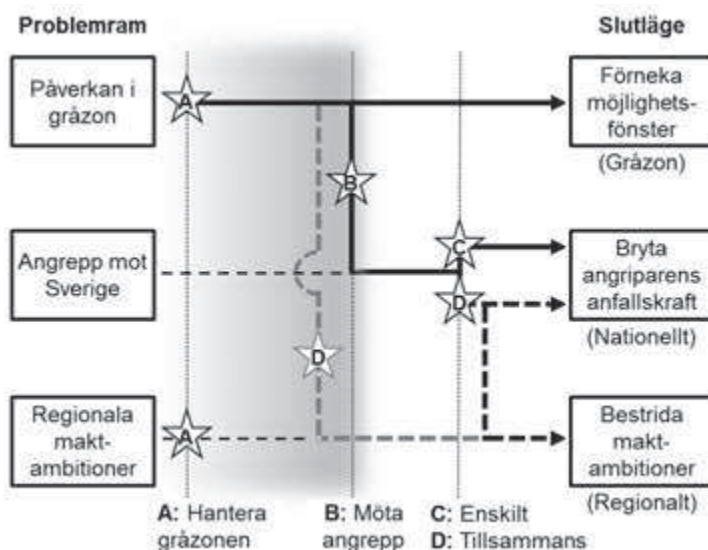 Problemram
Slutläge
Påverkan i
gråzon
A
Förneka
möjlighets-
fönster
(Gråzon)
B
Angrepp mot
Sverige
C
D
Bryta
angriparens
anfallskraft
(Nationellt)
D
Regionala
makt-
ambitioner
A
Bestrida
makt-
ambitioner
(Regionalt)
A: Hantera
gråzonen
B: Möta
angrepp
C: Enskilt
D: Tillsammans